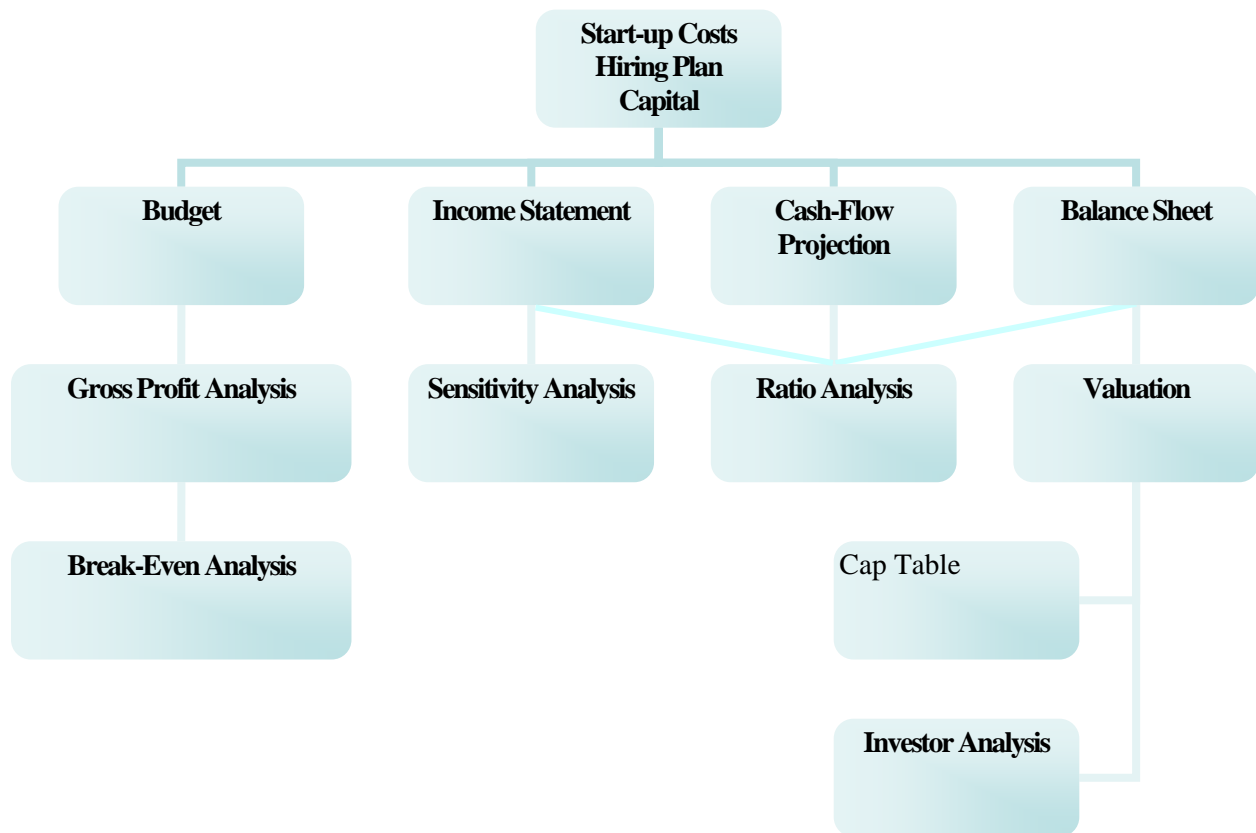 Start-up Costs
Hiring Plan
Capital
Budget
Income Statement
Cash-Flow
Projection
Balance Sheet
Gross Profit Analysis
Sensitivity Analysis
Ratio Analysis
Valuation
Break-Even Analysis
Cap Table
Investor Analysis